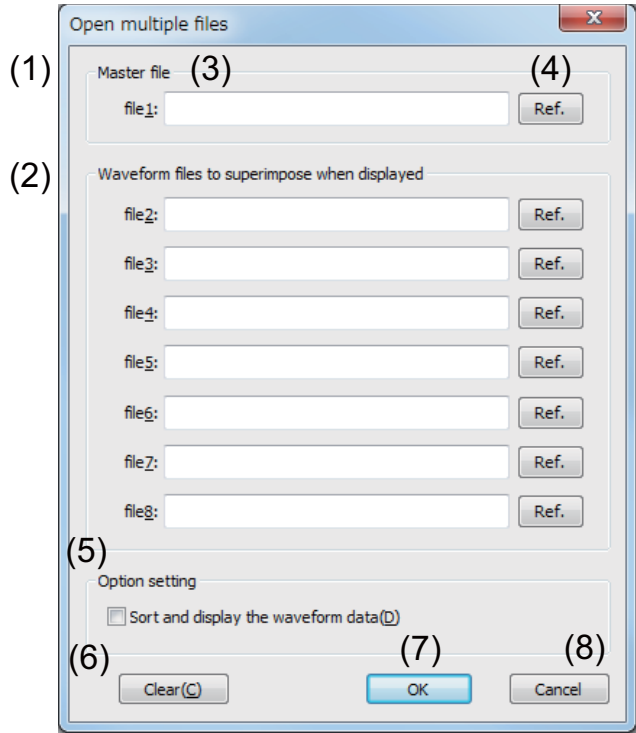 Open multiple files
(1) Master file (3) (4)
file1: Ref.
(2) Waveform files to superimpose when displayed
file2: Ref.
file3: Ref.
file4: Ref.
file5: Ref.
file6: Ref.
file7: Ref.
file8: Ref.
(5)
Option setting
Sort and display the waveform data(D)
(6) (7) (8)
Clear(C) OK Cancel